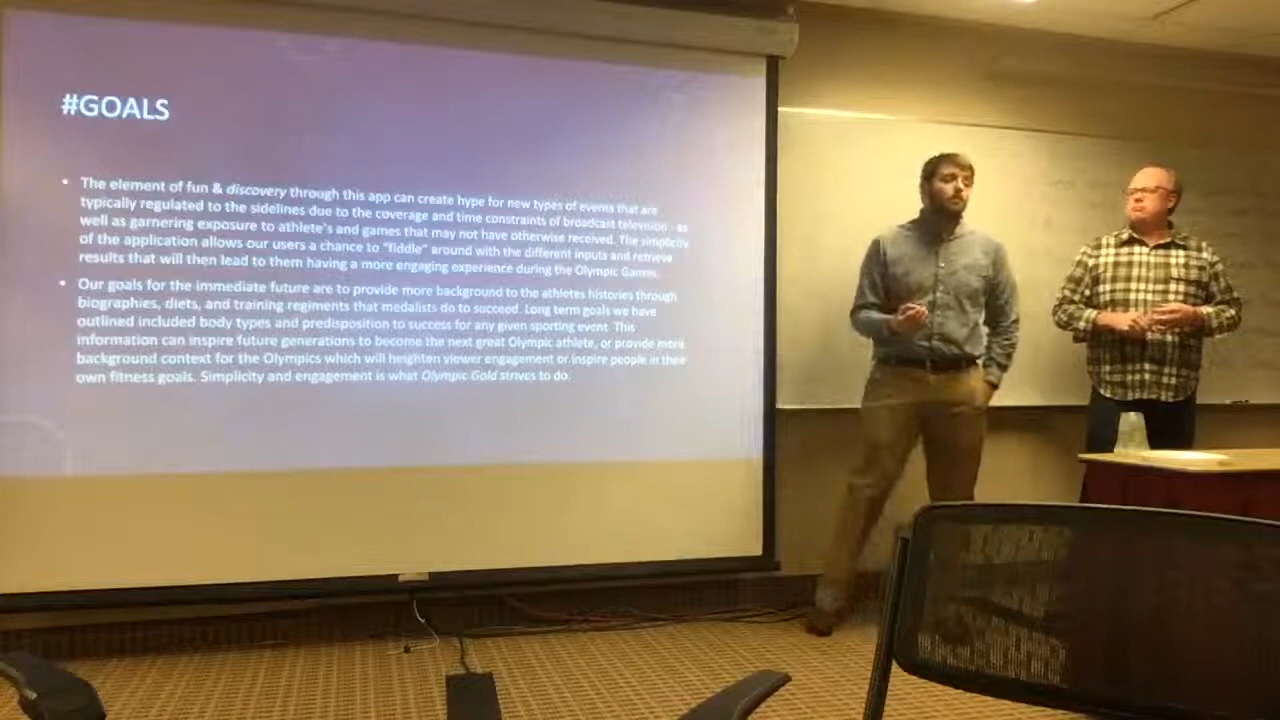 #GOALS
• The element of fun & discovery through this app can create hype for new types of events that are
typically regulated to the sidelines due to the coverage and time constraints of broadcast television - as
well as garnering exposure to athlete's and games that may not have otherwise received. The simplicity
of the application allows our users a chance to "fiddle" around with the different inputs and retrieve
results that will then lead to them having a more engaging experience during the Olympic Games.
• Our goals for the immediate future are to provide more background to the athletes histories through
biographies, diets, and training regiments that medalists do to succeed. Long term goals we have
outlined included body types and predisposition to success for any given sporting event. This
information can inspire future generations to become the next great Olympic athlete, or provide more
background context for the Olympics which will heighten viewer engagement or inspire people in their
own fitness goals. Simplicity and engagement is what Olympic Gold strives to do.